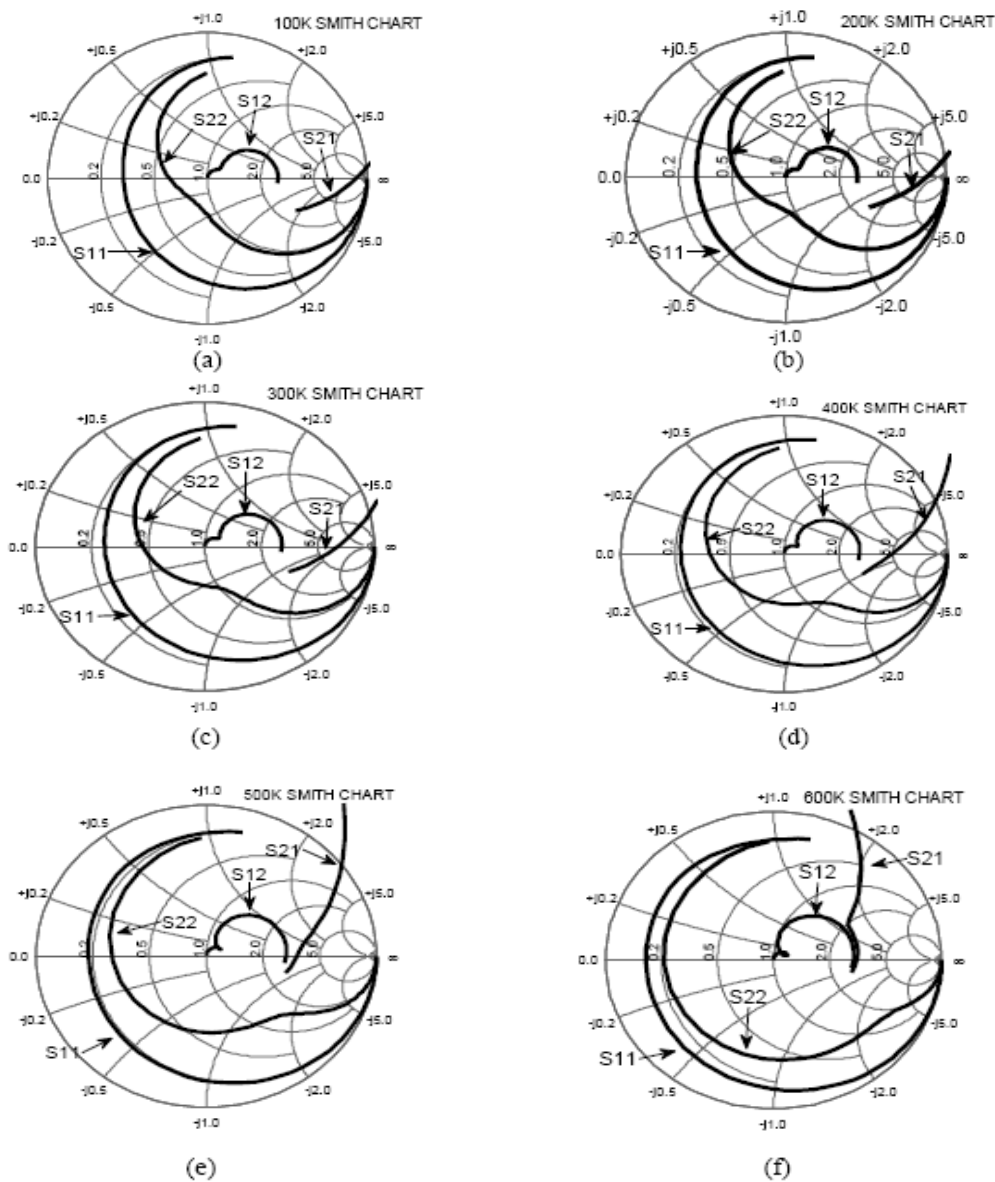 100K SMITH CHART
+j1.0
+j0.5
+j2.0
+j0.2
+j5.0
S12
S22
S21
0.0
0.2
0.5
1.0
2.0
5.0
∞
-j0.2
-j5.0
S11
-j0.5
-j2.0
-j1.0
(a)
200K SMITH CHART
+j1.0
+j0.5
+j2.0
+j0.2
+j5.0
S12
S22
S21
0.0
0.2
0.5
1.0
2.0
5.0
∞
-j0.2
-j5.0
S11
-j0.5
-j2.0
-j1.0
(b)
300K SMITH CHART
+j1.0
+j0.5
+j2.0
+j0.2
+j5.0
S12
S22
S21
0.0
0.2
0.5
1.0
2.0
5.0
∞
-j0.2
-j5.0
S11
-j0.5
-j2.0
-j1.0
(c)
400K SMITH CHART
+j1.0
+j0.5
+j2.0
+j0.2
+j5.0
S12
S21
S22
0.0
0.2
0.5
1.0
2.0
5.0
∞
-j0.2
-j5.0
S11
-j0.5
-j2.0
-j1.0
(d)
500K SMITH CHART
+j1.0
+j0.5
+j2.0
S21
S12
+j0.2
+j5.0
S22
0.0
0.2
0.5
1.0
2.0
5.0
∞
-j0.2
-j5.0
S11
-j0.5
-j2.0
-j1.0
(e)
600K SMITH CHART
+j1.0
+j0.5
+j2.0
S21
S12
+j0.2
+j5.0
0.0
0.2
0.5
1.0
2.0
5.0
∞
S22
-j0.2
-j5.0
S11
-j0.5
-j2.0
-j1.0
(f)